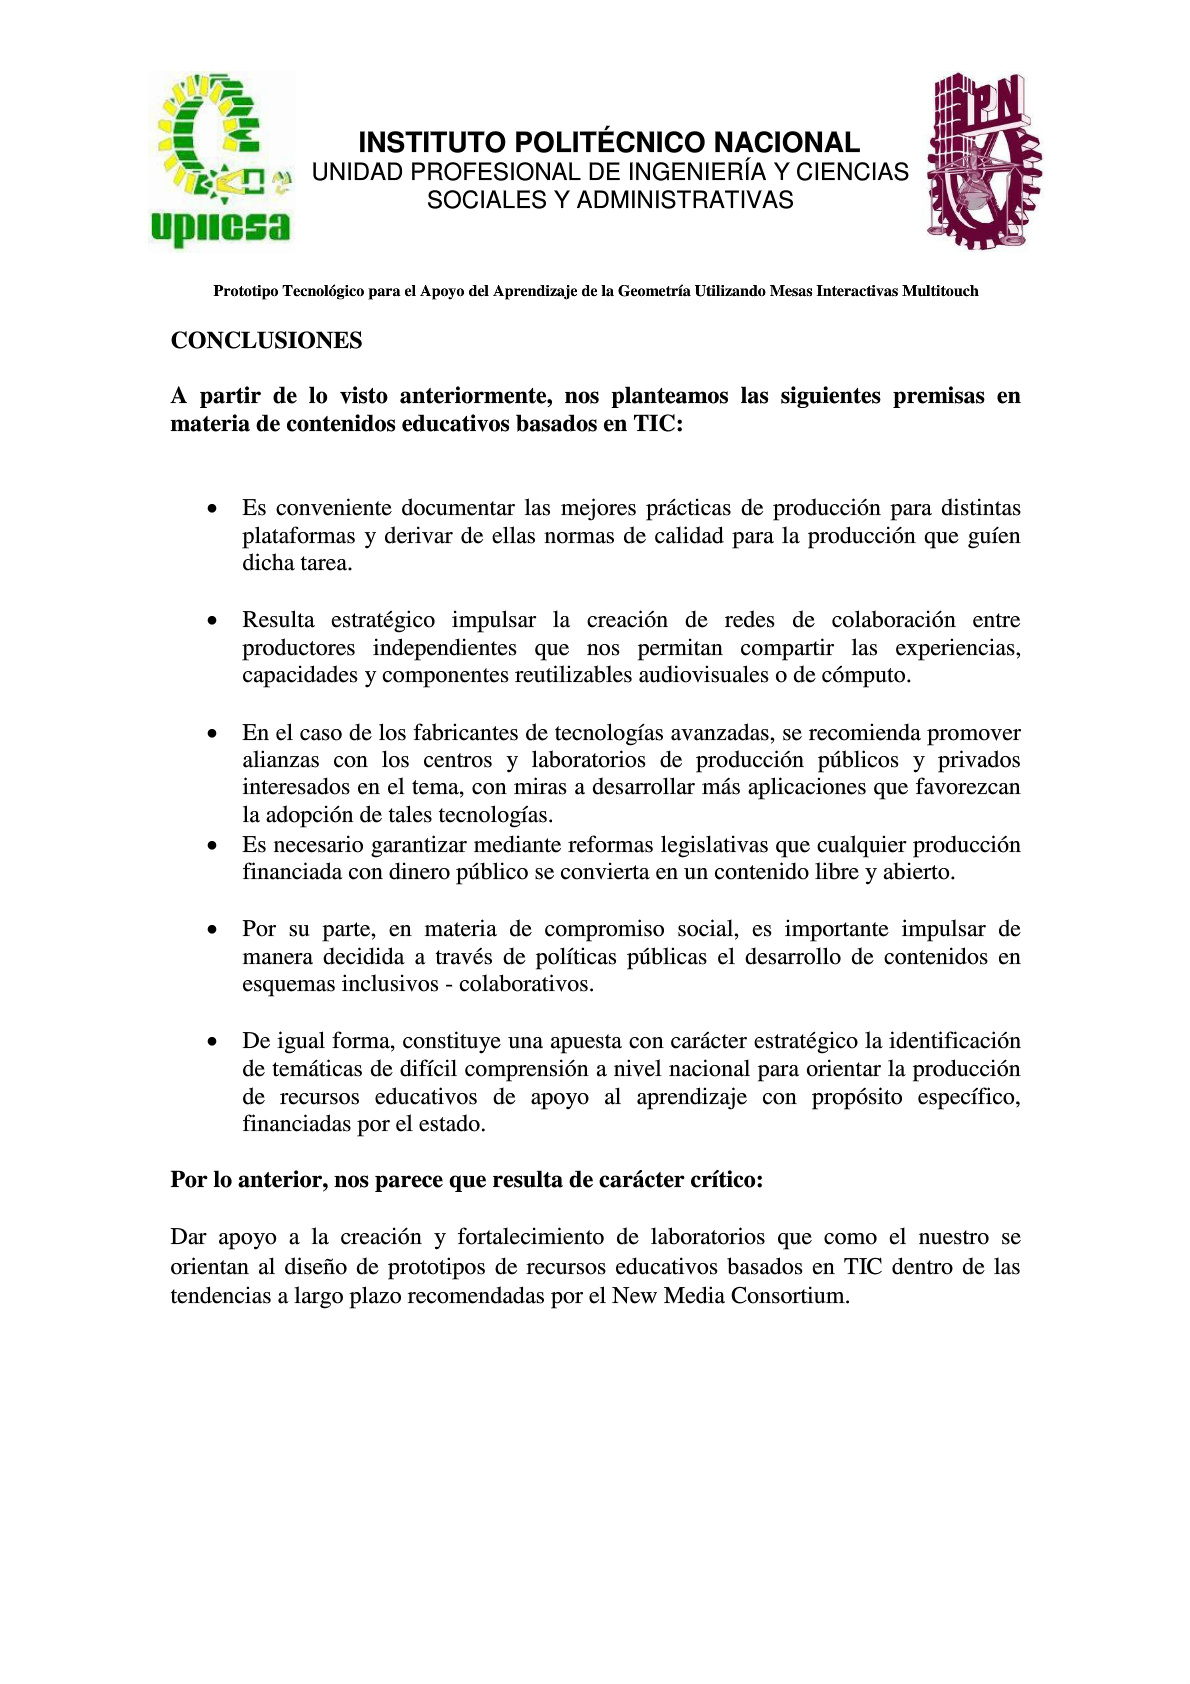 upiicsa
INSTITUTO POLITÉCNICO NACIONAL
UNIDAD PROFESIONAL DE INGENIERÍA Y CIENCIAS
SOCIALES Y ADMINISTRATIVAS
IPN
Prototipo Tecnológico para el Apoyo del Aprendizaje de la Geometría Utilizando Mesas Interactivas Multitouch
CONCLUSIONES
A partir de lo visto anteriormente, nos planteamos las siguientes premisas en
materia de contenidos educativos basados en TIC:
• Es conveniente documentar las mejores prácticas de producción para distintas
plataformas y derivar de ellas normas de calidad para la producción que guíen
dicha tarea.
• Resulta estratégico impulsar la creación de redes de colaboración entre
productores independientes que nos permitan compartir las experiencias,
capacidades y componentes reutilizables audiovisuales o de cómputo.
• En el caso de los fabricantes de tecnologías avanzadas, se recomienda promover
alianzas con los centros y laboratorios de producción públicos y privados
interesados en el tema, con miras a desarrollar más aplicaciones que favorezcan
la adopción de tales tecnologías.
• Es necesario garantizar mediante reformas legislativas que cualquier producción
financiada con dinero público se convierta en un contenido libre y abierto.
• Por su parte, en materia de compromiso social, es importante impulsar de
manera decidida a través de políticas públicas el desarrollo de contenidos en
esquemas inclusivos - colaborativos.
• De igual forma, constituye una apuesta con carácter estratégico la identificación
de temáticas de difícil comprensión a nivel nacional para orientar la producción
de recursos educativos de apoyo al aprendizaje con propósito específico,
financiadas por el estado.
Por lo anterior, nos parece que resulta de carácter crítico:
Dar apoyo a la creación y fortalecimiento de laboratorios que como el nuestro se
orientan al diseño de prototipos de recursos educativos basados en TIC dentro de las
tendencias a largo plazo recomendadas por el New Media Consortium.